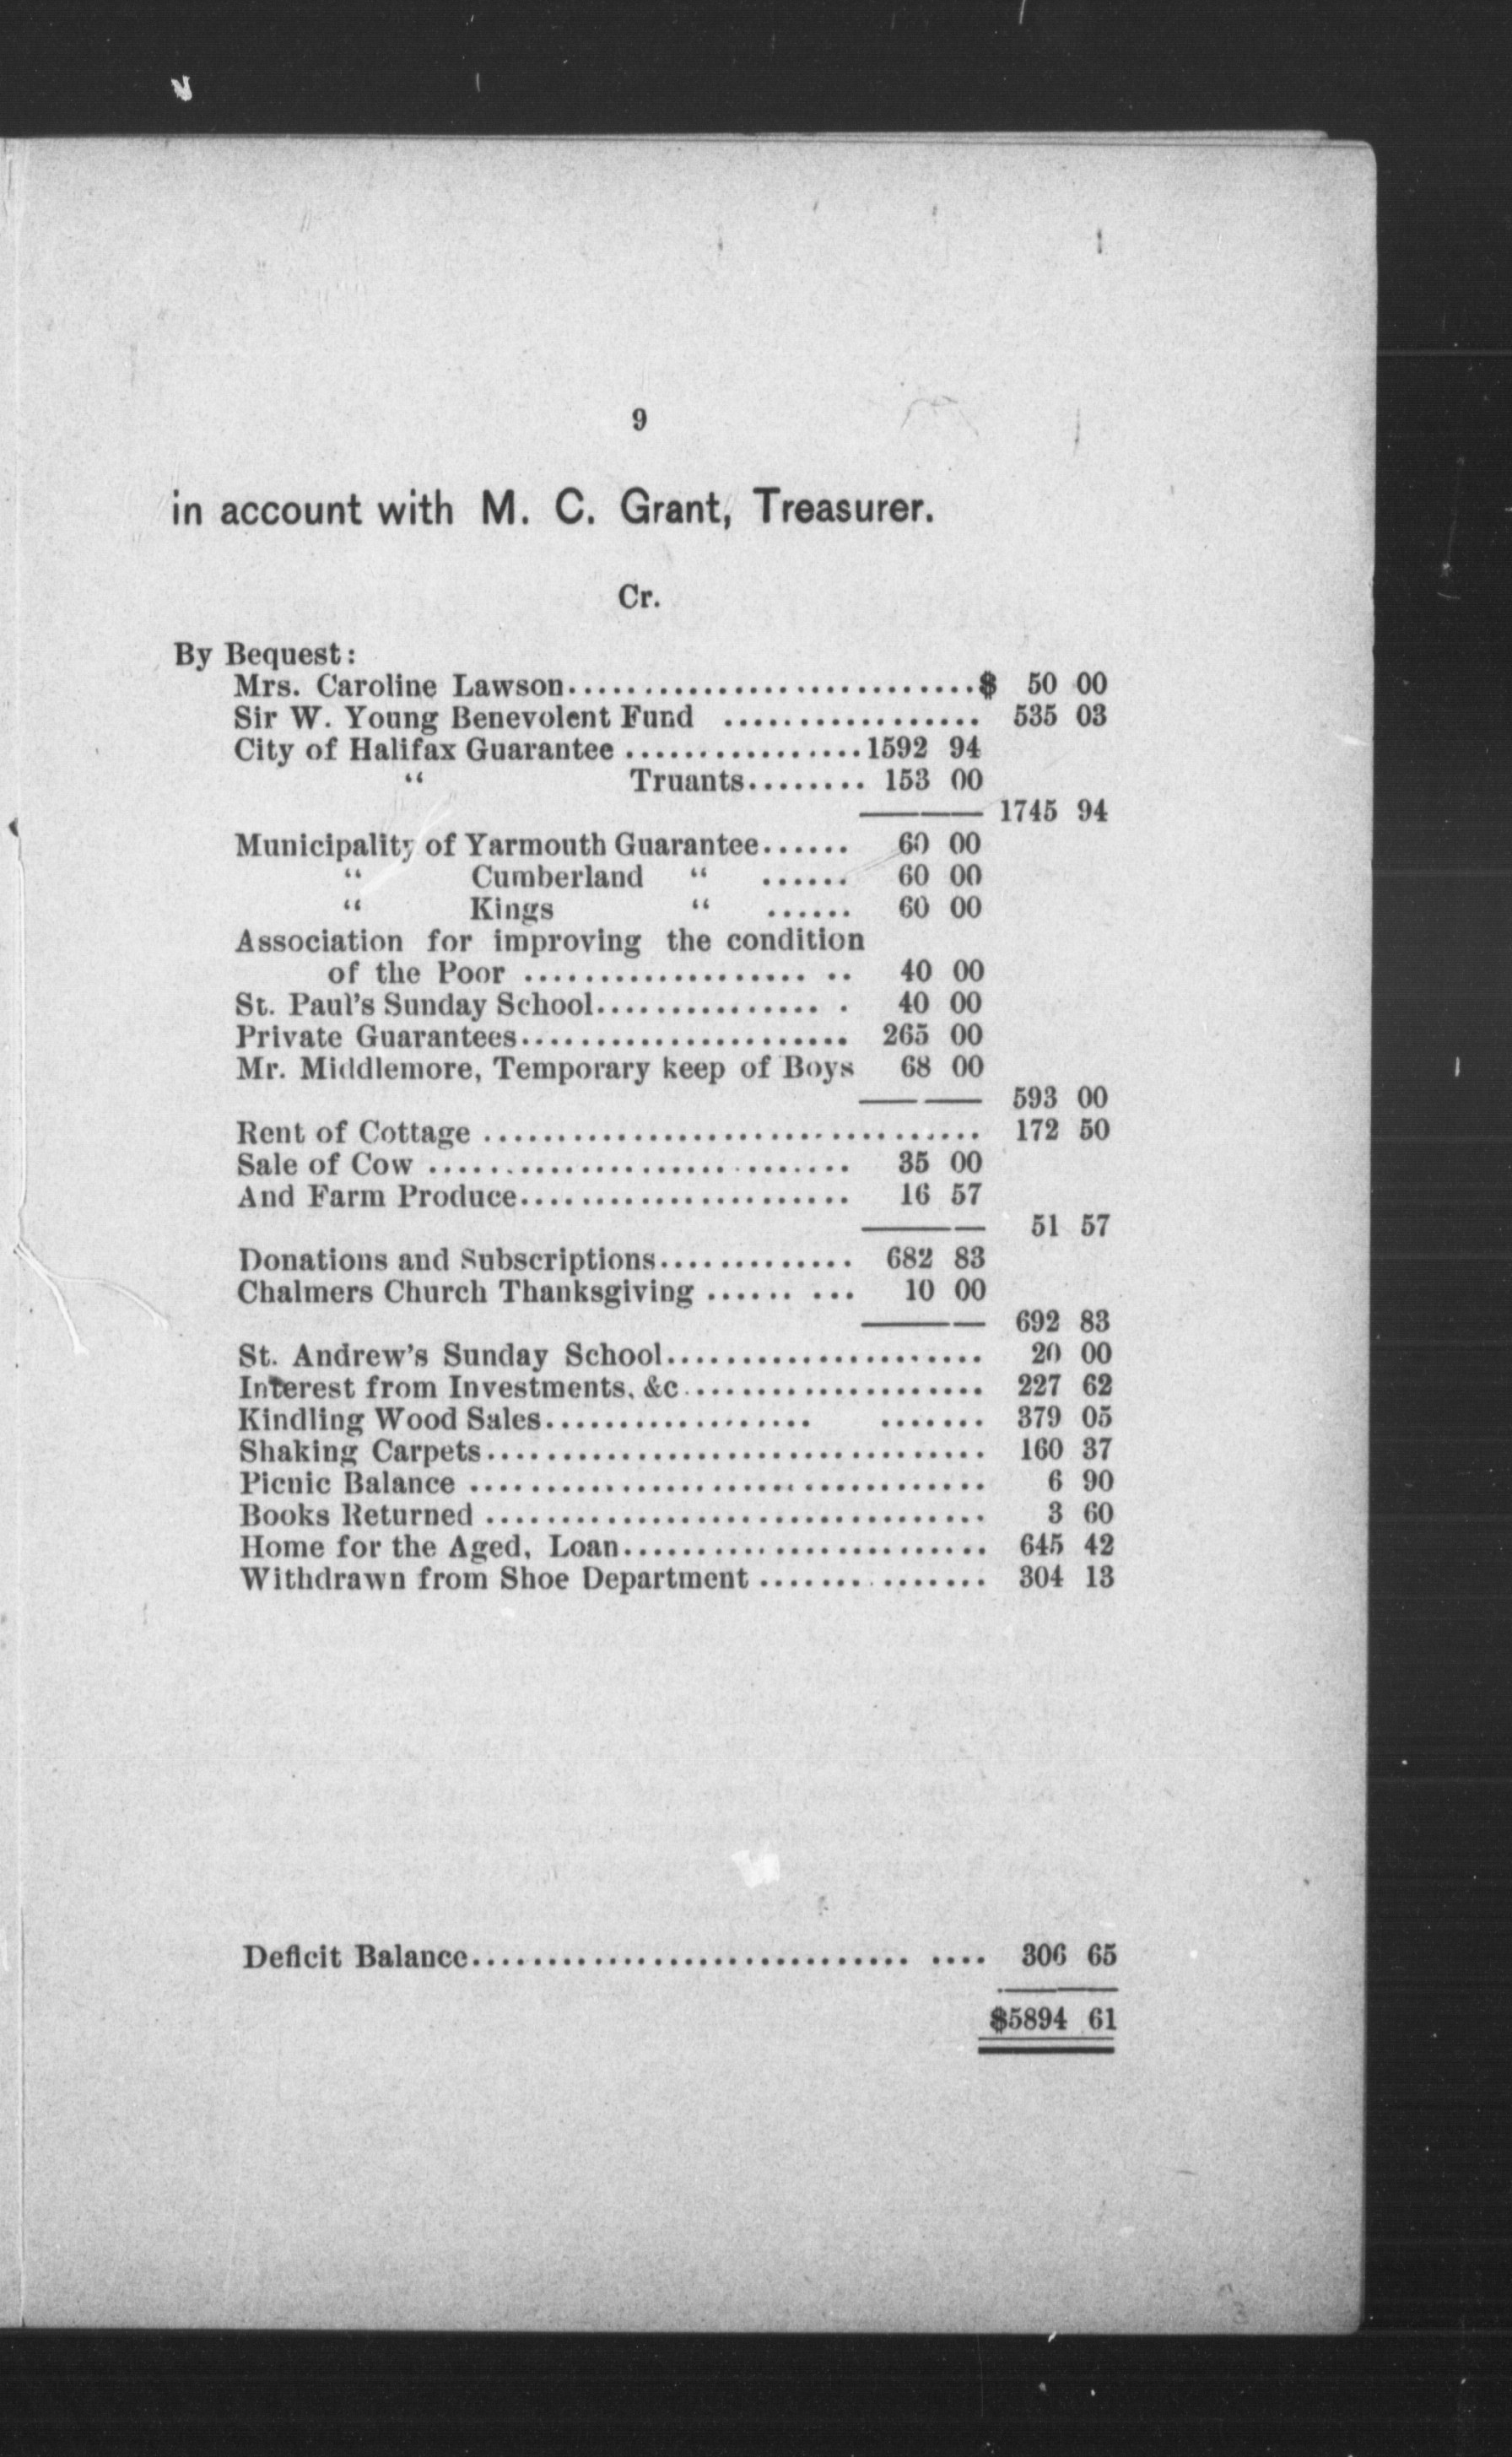 9
in account with M. C. Grant, Treasurer.
Cr.
By Bequest:
Mrs. Caroline Lawson............................$ 50 00
Sir W. Young Benevolent Fund .................. 535 03
City of Halifax Guarantee ................1592 94
“ Truants........ 153 00
1745 94
Municipality of Yarmouth Guarantee...... 60 00
“ Cumberland “ ...... 60 00
“ Kings “ ...... 60 00
Association for improving the condition
of the Poor ................... .. 40 00
St. Paul's Sunday School............... . 40 00
Private Guarantees...................... 265 00
Mr. Middlemore, Temporary keep of Boys 68 00
593 00
Rent of Cottage ................................. 172 50
Sale of Cow ............................ 35 00
And Farm Produce...................... 16 57
51 57
Donations and Subscriptions............. 682 83
Chalmers Church Thanksgiving ...... ... 10 00
692 83
St. Andrew's Sunday School..................... 20 00
Interest from Investments, &c.................... 227 62
Kindling Wood Sales.................. ....... 379 05
Shaking Carpets................................. 160 37
Picnic Balance .................................. 6 90
Books Returned ................................. 3 60
Home for the Aged, Loan........................ 645 42
Withdrawn from Shoe Department ............... 304 13
Deficit Balance............................. .... 306 65
$5894 61